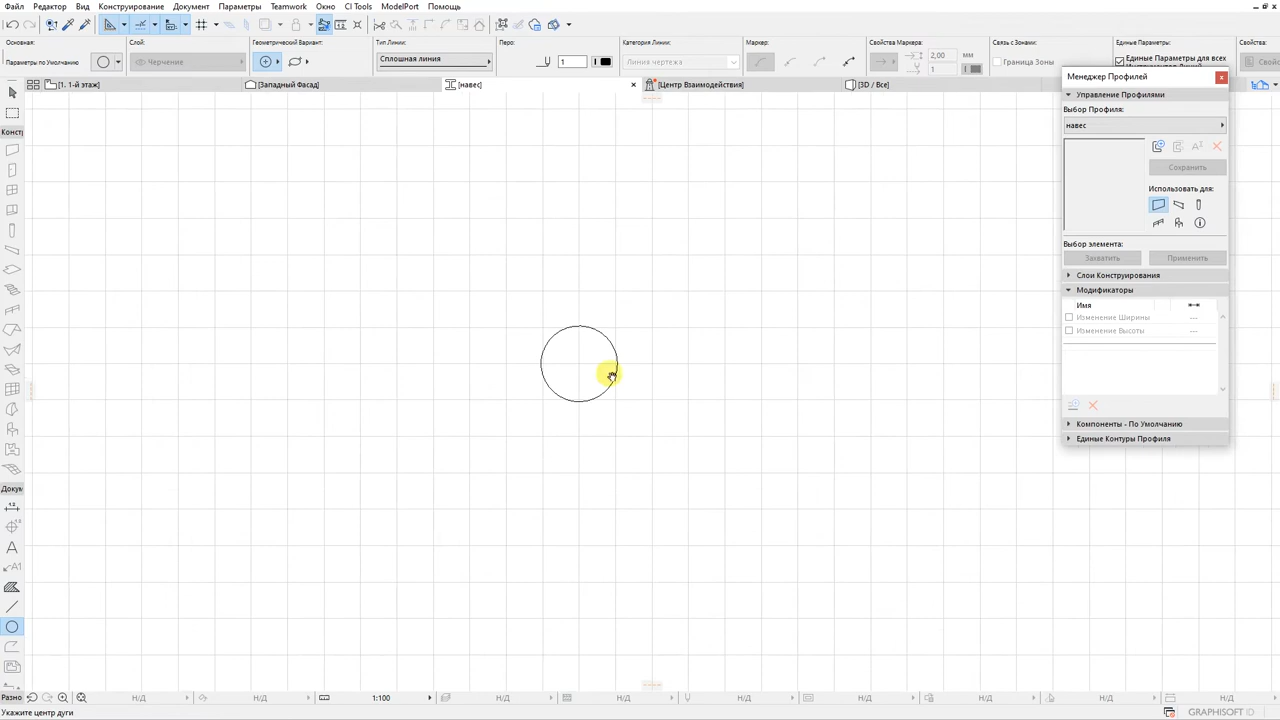 Файл Редактор Вид Конструирование Документ Параметры Teamwork Окно CI Tools ModelPort Помощь
Основная: Слой: Геометрический Вариант: Тип Линии: Перо: Категория Линии: Маркер: Свойства Маркера: Связь с Зонами: Единые Параметры: Свойства:
Параметры по Умолчанию Черчение Сплошная линия 1 Линия чертежа 2,00 мм 1 Граница Зоны Единые Параметры для всех
[1. 1-й этаж] [Западный Фасад] [навес] [Центр Взаимодействия] [3D / Все]
Менеджер Профилей
Управление Профилями
Выбор Профиля:
навес
Сохранить
Использовать для:
Выбор элемента:
Захватить Применить
Слои Конструирования
Модификаторы
Имя
Изменение Ширины ---
Изменение Высоты ---
Компоненты - По Умолчанию
Единые Контуры Профиля
Конст
Докум
1.2
A
A1
Разно
Н/Д Н/Д 1:100 Н/Д Н/Д Н/Д Н/Д Н/Д Н/Д Н/Д
Укажите центр дуги
GRAPHISOFT ID